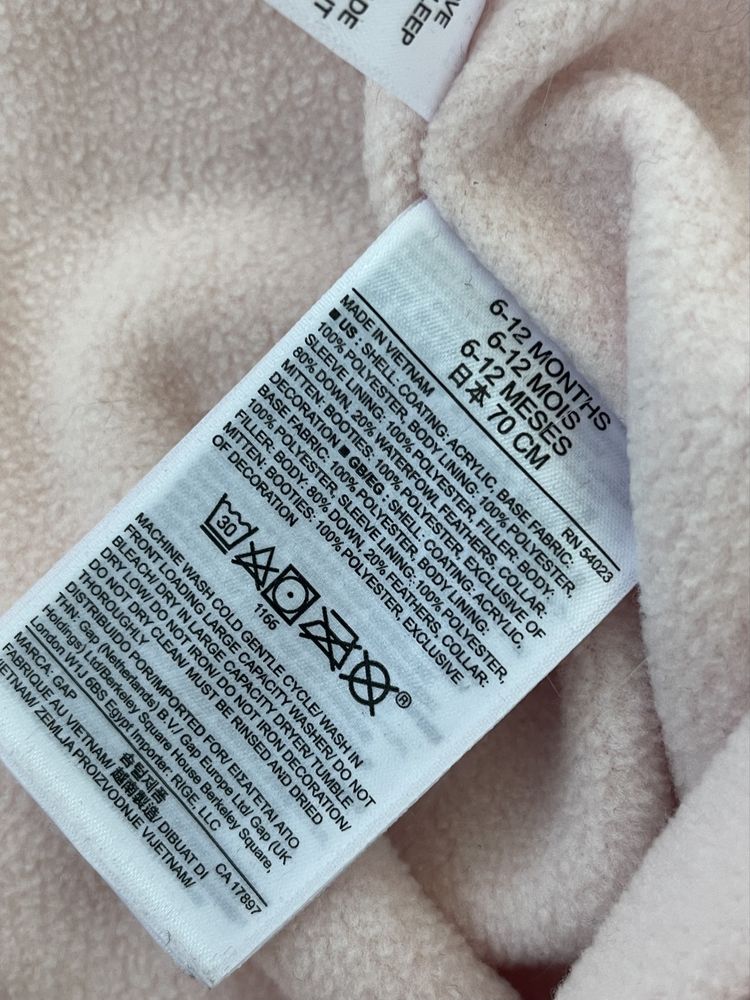 EEP
DE
6-12 MONTHS
6-12 MOIS
6-12 MESES
日本 70 CM
MADE IN VIETNAM
RN 54023
■ US : SHELL: COATING: ACRYLIC, BASE FABRIC:
100% POLYESTER, BODY LINING: 100% POLYESTER,
SLEEVE LINING: 100% POLYESTER, FILLER: BODY:
80% DOWN, 20% WATERFOWL FEATHERS, COLLAR:
MITTEN: BOOTIES: 100% POLYESTER, EXCLUSIVE OF
DECORATION ■ GB/EG : SHELL: COATING: ACRYLIC,
BASE FABRIC: 100% POLYESTER, BODY LINING:
100% POLYESTER, SLEEVE LINING: 100% POLYESTER,
FILLER: BODY: 80% DOWN, 20% FEATHERS, COLLAR:
MITTEN: BOOTIES: 100% POLYESTER, EXCLUSIVE
OF DECORATION
30
®
1196
MACHINE WASH COLD GENTLE CYCLE/ WASH IN
FRONT LOADING LARGE CAPACITY WASHER/ DO NOT
BLEACH/ DRY IN LARGE CAPACITY DRYER/ TUMBLE
DRY LOW/ DO NOT IRON/ DO NOT IRON DECORATION/
DO NOT DRY CLEAN/ MUST BE RINSED AND DRIED
THOROUGHLY
DISTRIBUIDO POR/IMPORTED FOR/ ΕΙΣΑΓΕΤΑΙ ΑΠΟ
THN: Gap (Netherlands) B.V/ Gap Europe Ltd/ Gap (UK
Holdings) Ltd/Berkeley Square House Berkeley Square,
London W1J 6BS Egypt Importer RIGE, LLC
MARCA: GAP
CA 17897
FABRIQUE AU VIETNAM/ 越南製造/ DIBUAT DI
VIETNAM/ ZEMLJA PROIZVODNJE VIJETNAM/